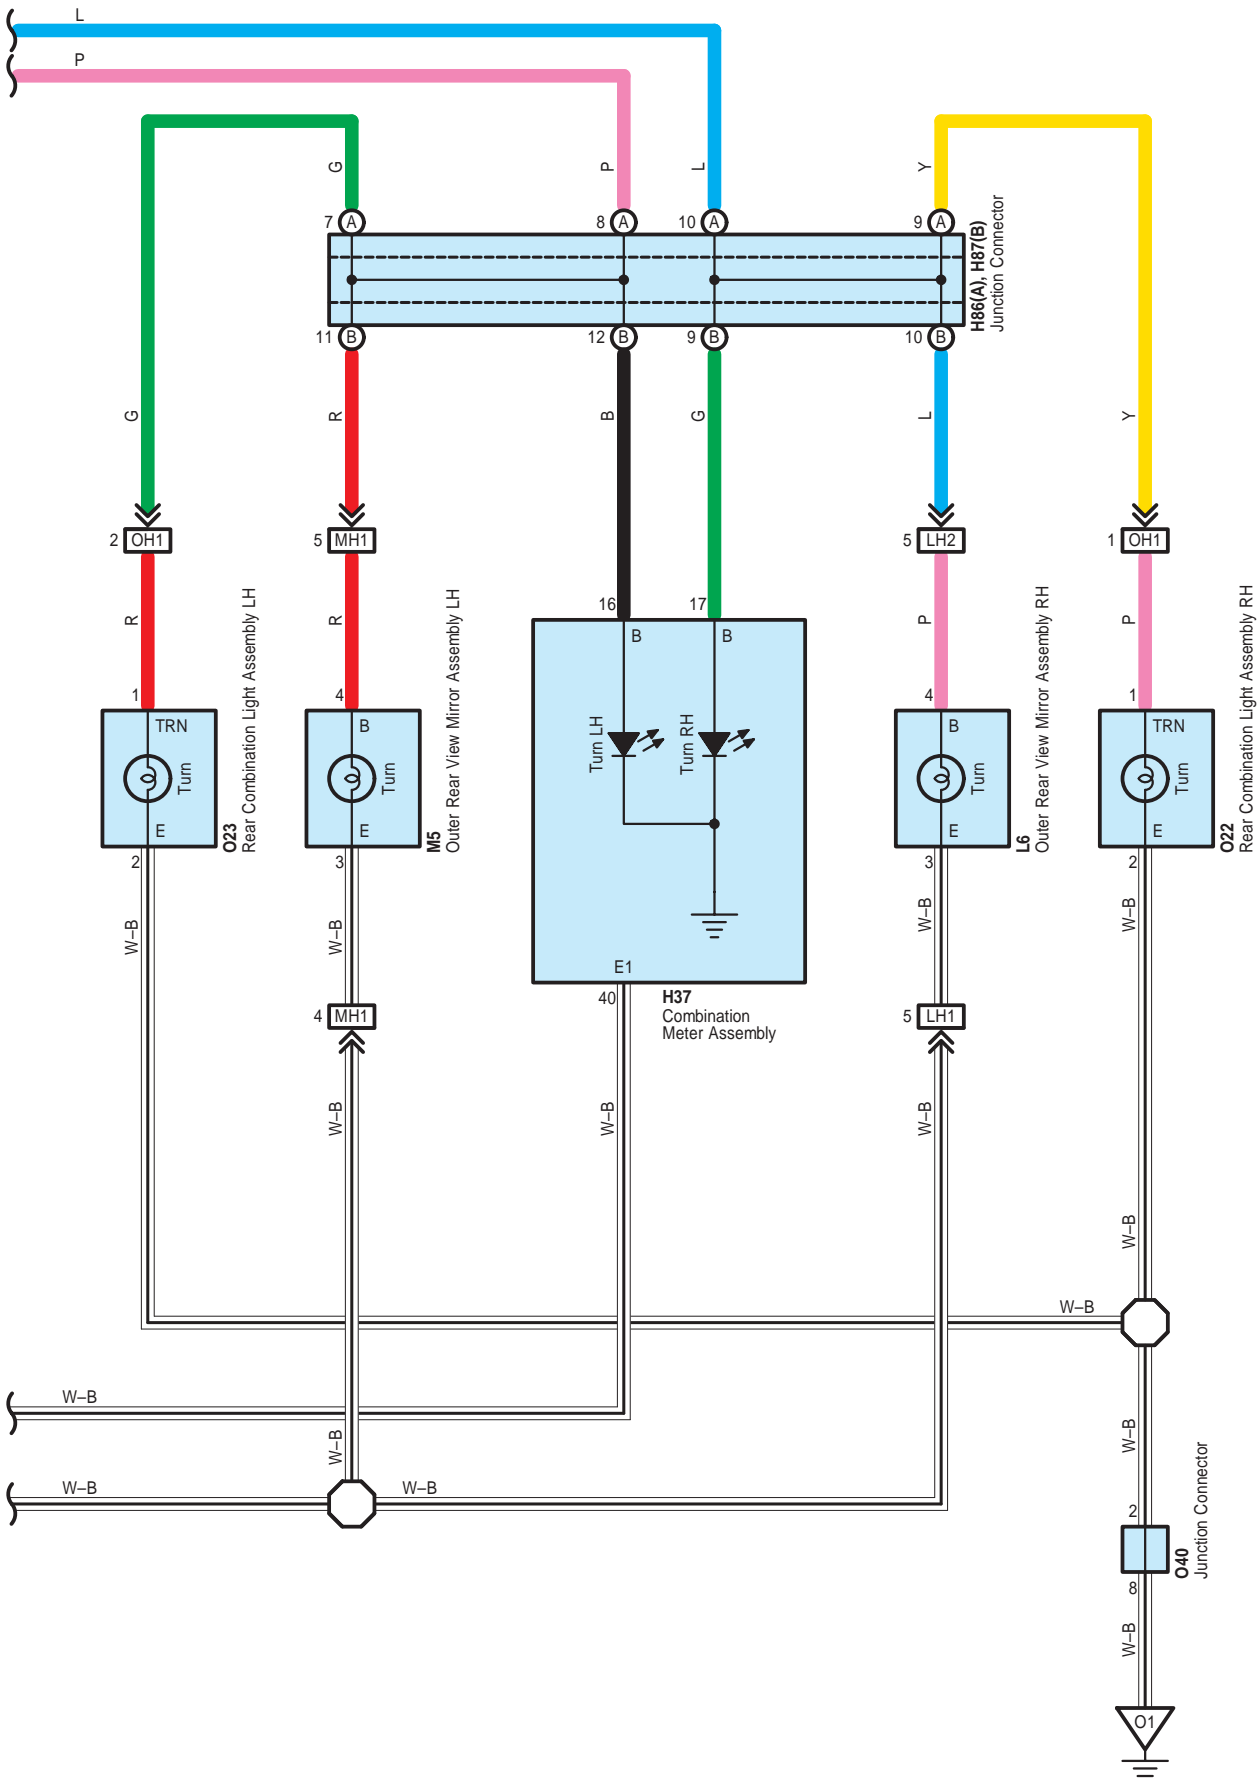 L
P
G
P
L
Y
7 A
8 A
10 A
9 A
H86(A), H87(B)
Junction Connector
11 B
12 B
9 B
10 B
G
R
B
G
L
Y
2 OH1
5 MH1
5 LH2
1 OH1
R
R
P
P
16
17
B
B
1
4
4
1
TRN
B
B
TRN
Turn
Turn
Turn LH
Turn RH
Turn
Turn
E
E
E
E
O23
Rear Combination Light Assembly LH
M5
Outer Rear View Mirror Assembly LH
L6
Outer Rear View Mirror Assembly RH
O22
Rear Combination Light Assembly RH
2
3
3
2
W–B
W–B
W–B
W–B
E1
40
H37
Combination
Meter Assembly
4 MH1
5 LH1
W–B
W–B
W–B
W–B
W–B
W–B
W–B
W–B
W–B
W–B
2
O40
Junction Connector
8
W–B
O1